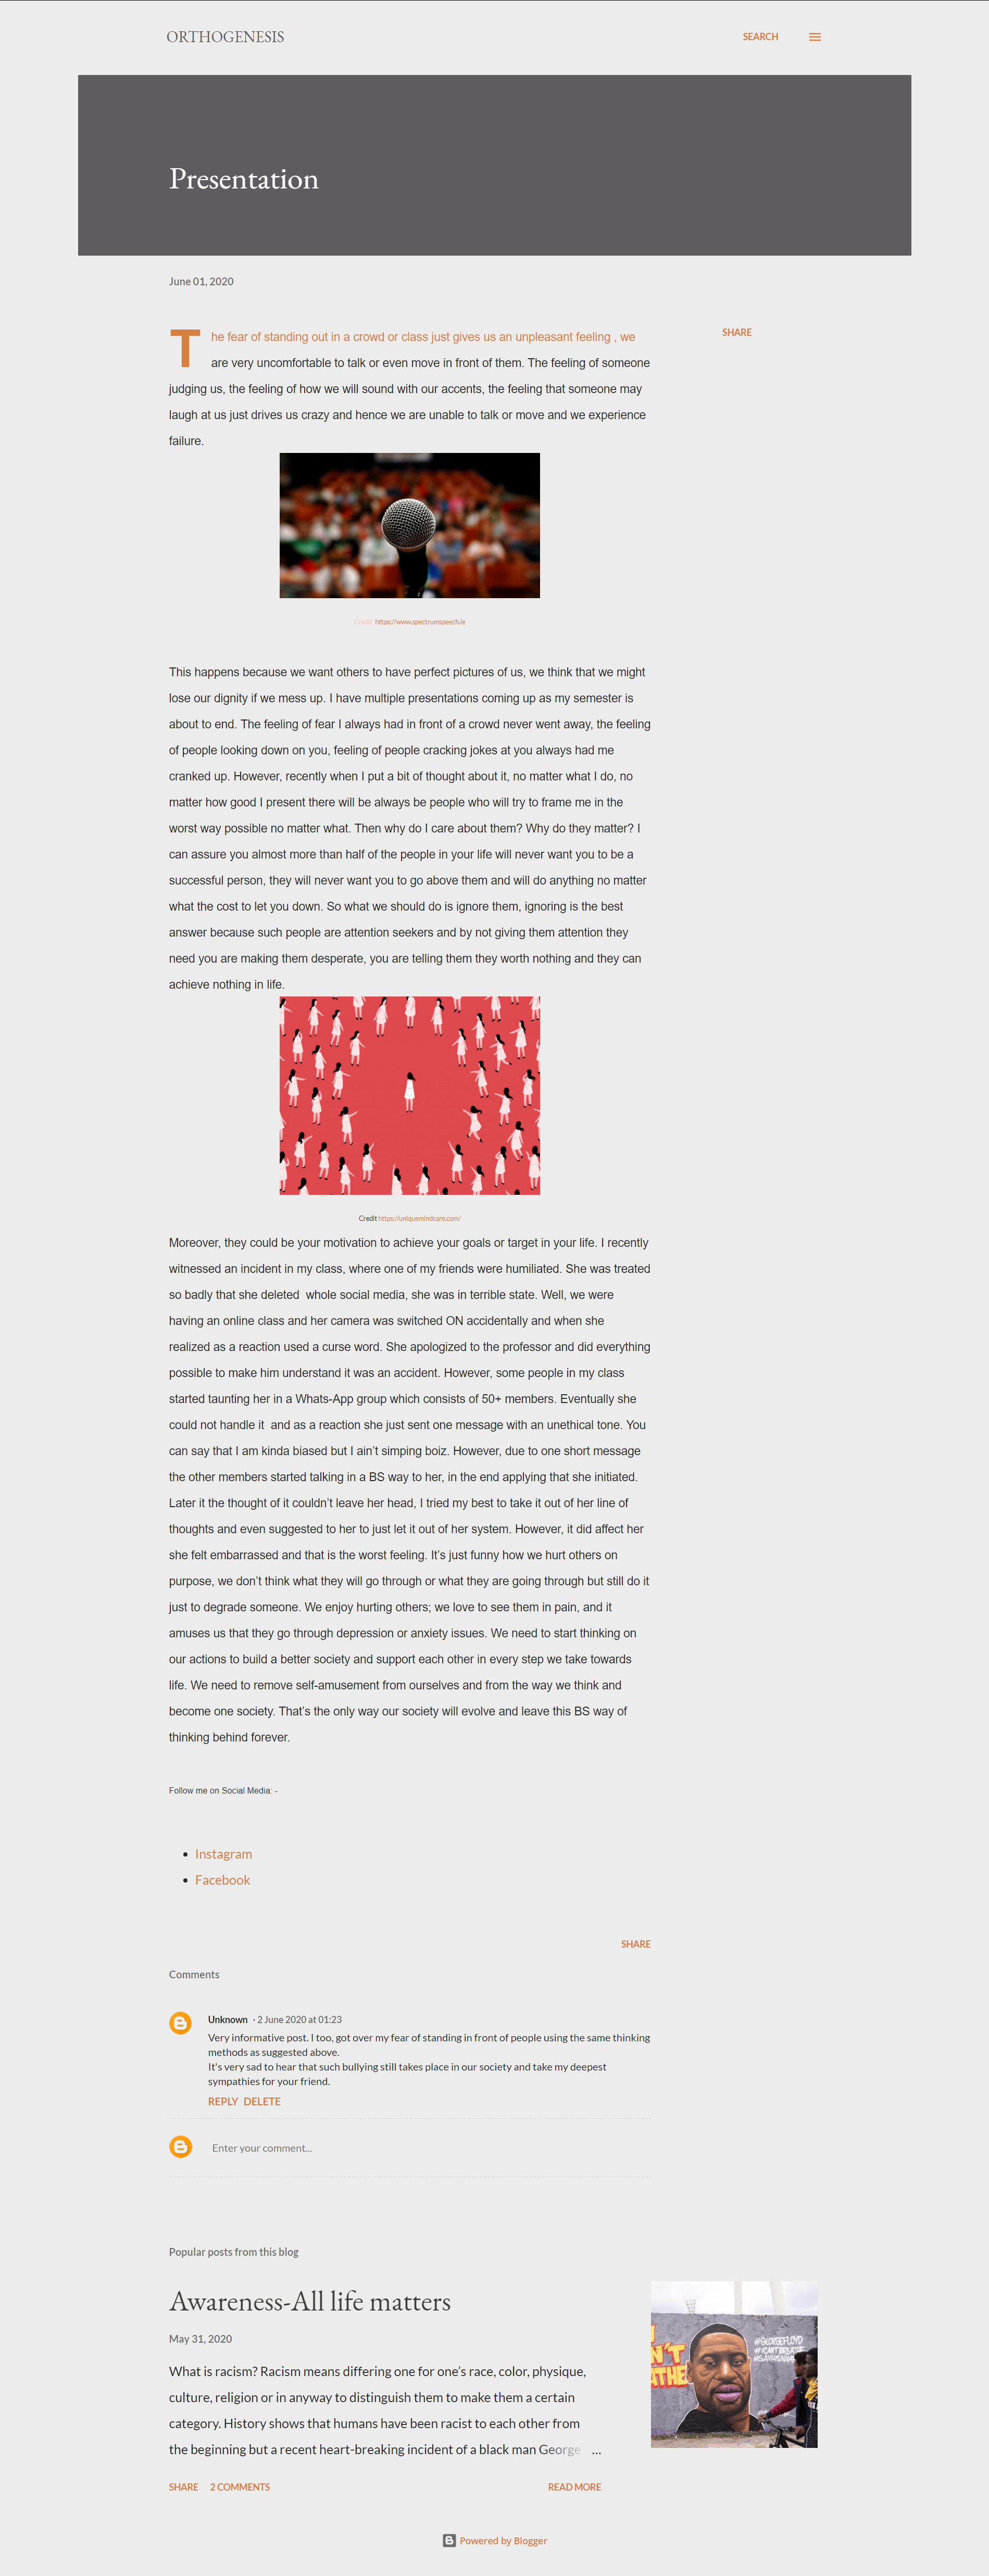 ORTHOGENESIS
SEARCH
Presentation
June 01, 2020
SHARE
The fear of standing out in a crowd or class just gives us an unpleasant feeling , we
are very uncomfortable to talk or even move in front of them. The feeling of someone
judging us, the feeling of how we will sound with our accents, the feeling that someone may
laugh at us just drives us crazy and hence we are unable to talk or move and we experience
failure.
Credit: https://www.spectrumspeech.ie
This happens because we want others to have perfect pictures of us, we think that we might
lose our dignity if we mess up. I have multiple presentations coming up as my semester is
about to end. The feeling of fear I always had in front of a crowd never went away, the feeling
of people looking down on you, feeling of people cracking jokes at you always had me
cranked up. However, recently when I put a bit of thought about it, no matter what I do, no
matter how good I present there will be always be people who will try to frame me in the
worst way possible no matter what. Then why do I care about them? Why do they matter? I
can assure you almost more than half of the people in your life will never want you to be a
successful person, they will never want you to go above them and will do anything no matter
what the cost to let you down. So what we should do is ignore them, ignoring is the best
answer because such people are attention seekers and by not giving them attention they
need you are making them desperate, you are telling them they worth nothing and they can
achieve nothing in life.
Credit https://uniquemindcare.com/
Moreover, they could be your motivation to achieve your goals or target in your life. I recently
witnessed an incident in my class, where one of my friends were humiliated. She was treated
so badly that she deleted  whole social media, she was in terrible state. Well, we were
having an online class and her camera was switched ON accidentally and when she
realized as a reaction used a curse word. She apologized to the professor and did everything
possible to make him understand it was an accident. However, some people in my class
started taunting her in a Whats-App group which consists of 50+ members. Eventually she
could not handle it  and as a reaction she just sent one message with an unethical tone. You
can say that I am kinda biased but I ain't simping boiz. However, due to one short message
the other members started talking in a BS way to her, in the end applying that she initiated.
Later it the thought of it couldn't leave her head, I tried my best to take it out of her line of
thoughts and even suggested to her to just let it out of her system. However, it did affect her
she felt embarrassed and that is the worst feeling. It's just funny how we hurt others on
purpose, we don't think what they will go through or what they are going through but still do it
just to degrade someone. We enjoy hurting others; we love to see them in pain, and it
amuses us that they go through depression or anxiety issues. We need to start thinking on
our actions to build a better society and support each other in every step we take towards
life. We need to remove self-amusement from ourselves and from the way we think and
become one society. That's the only way our society will evolve and leave this BS way of
thinking behind forever.
Follow me on Social Media: -
Instagram
Facebook
SHARE
Comments
Unknown · 2 June 2020 at 01:23
Very informative post. I too, got over my fear of standing in front of people using the same thinking
methods as suggested above.
It's very sad to hear that such bullying still takes place in our society and take my deepest
sympathies for your friend.
REPLY DELETE
Enter your comment...
Popular posts from this blog
Awareness-All life matters
May 31, 2020
What is racism? Racism means differing one for one's race, color, physique,
culture, religion or in anyway to distinguish them to make them a certain
category. History shows that humans have been racist to each other from
the beginning but a recent heart-breaking incident of a black man George ...
#GEORGEFLOYD
#ICANTBREATHE
SHARE 2 COMMENTS READ MORE
Powered by Blogger